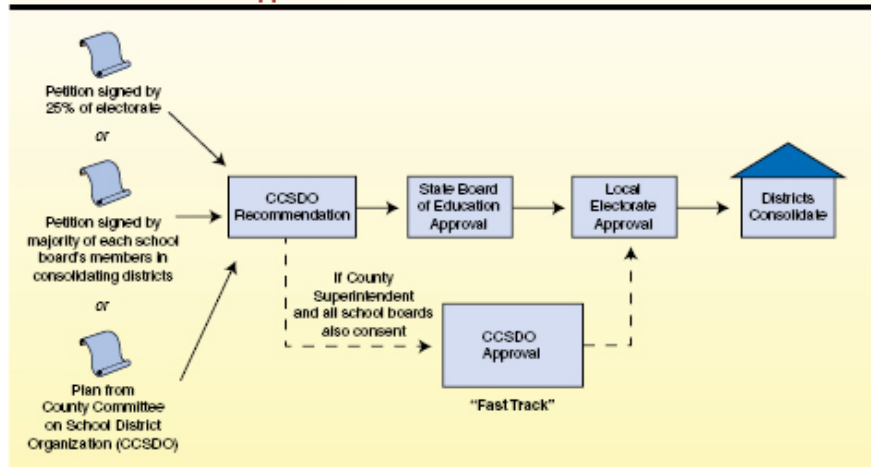 Petition signed by
25% of electorate
or
Petition signed by
majority of each school
board's members in
consolidating districts
or
Plan from
County Committee
on School District
Organization (CCSDO)
CCSDO
Recommendation
State Board
of Education
Approval
Local
Electorate
Approval
Districts
Consolidate
If County
Superintendent
and all school boards
also consent
CCSDO
Approval
"Fast Track"